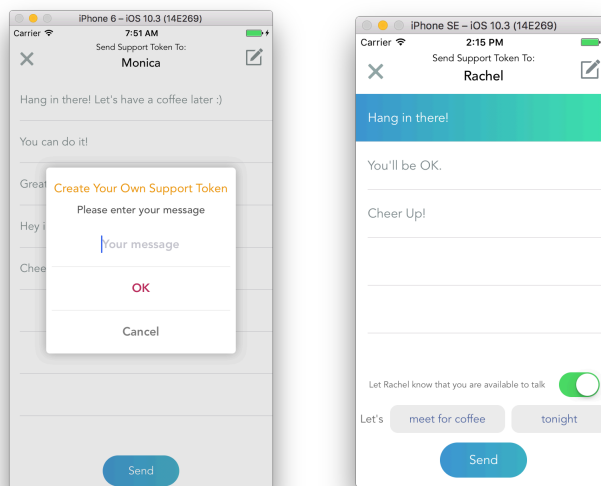 iPhone 6 – iOS 10.3 (14E269)
Carrier 7:51 AM
Send Support Token To:
Monica
Hang in there! Let's have a coffee later :)
You can do it!
Great
Hey i
Chee
Create Your Own Support Token
Please enter your message
Your message
OK
Cancel
Send
iPhone SE – iOS 10.3 (14E269)
Carrier 2:15 PM
Send Support Token To:
Rachel
Hang in there!
You'll be OK.
Cheer Up!
Let Rachel know that you are available to talk
Let's meet for coffee tonight
Send